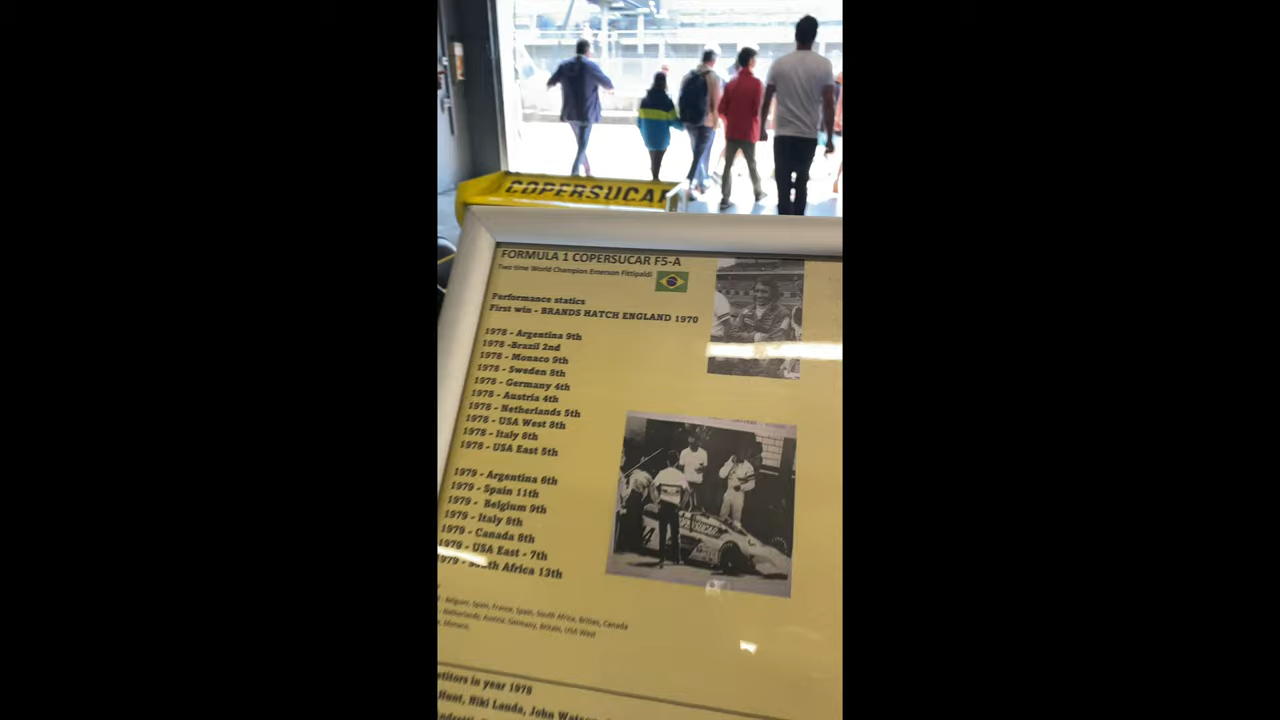 COPERSUCAR
FORMULA 1 COPERSUCAR F5-A
Two time World Champion Emerson Fittipaldi
Performance statics
First win - BRANDS HATCH ENGLAND 1970
1978 - Argentina 9th
1978 -Brazil 2nd
1978 - Monaco 9th
1978 - Sweden 8th
1978 - Germany 4th
1978 - Austria 4th
1978 - Netherlands 5th
1978 - USA West 8th
1978 - Italy 8th
1978 - USA East 5th
1979 - Argentina 6th
1979 - Spain 11th
1979 - Belgium 9th
1979 - Italy 8th
1979 - Canada 8th
1979 - USA East - 7th
1979 - South Africa 13th
- Belgium, Spain, France, Spain, South Africa, British, Canada
- Netherlands, Austria, Germany, Britain, USA West
Monaco,
in year 1978
Hunt, Niki Lauda, John
COPERSUCAR